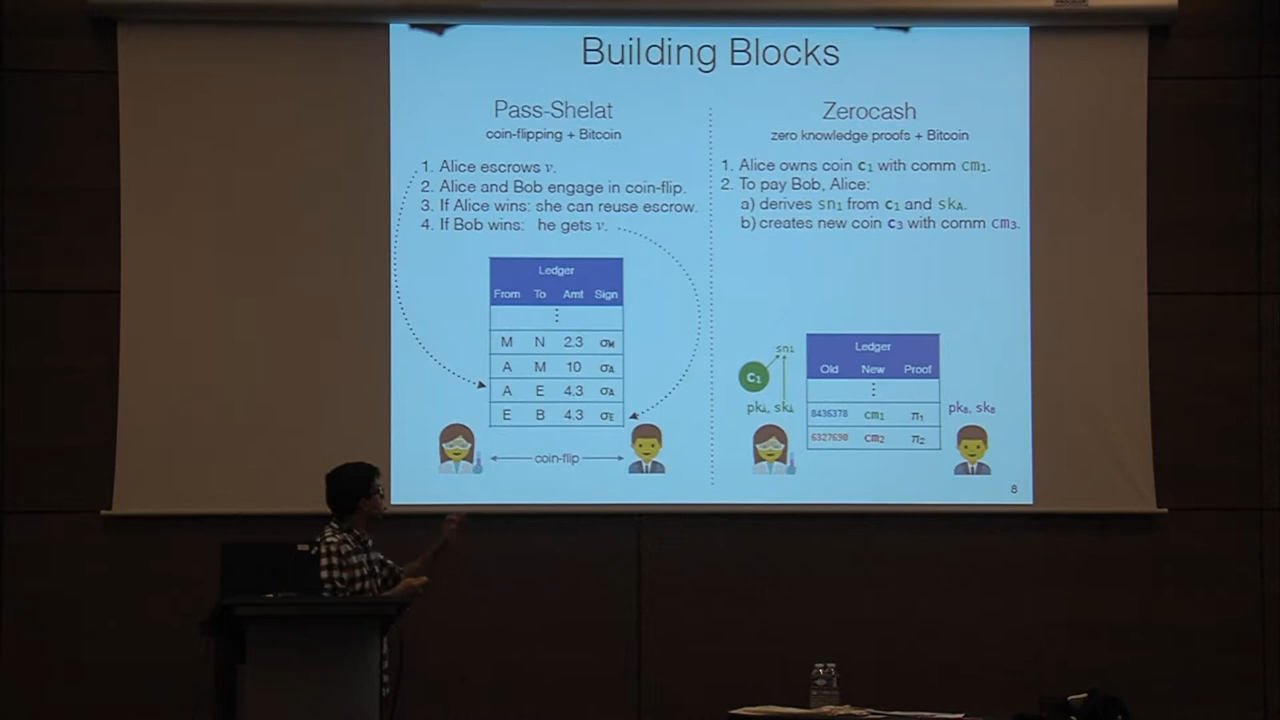 Building Blocks
Pass-Shelat
coin-flipping + Bitcoin
1. Alice escrows v.
2. Alice and Bob engage in coin-flip.
3. If Alice wins: she can reuse escrow.
4. If Bob wins: he gets v.
Ledger
From To Amt Sign
⋮
M N 2.3 σM
A M 10 σA
A E 4.3 σA
E B 4.3 σE
coin-flip
Zerocash
zero knowledge proofs + Bitcoin
1. Alice owns coin c1 with comm cm1.
2. To pay Bob, Alice:
a) derives sn1 from c1 and skA.
b) creates new coin c3 with comm cm3.
sn1
c1
pkA, skA
Ledger
Old New Proof
⋮
8436378 cm1 π1
6327690 cm2 π2
pkB, skB
8